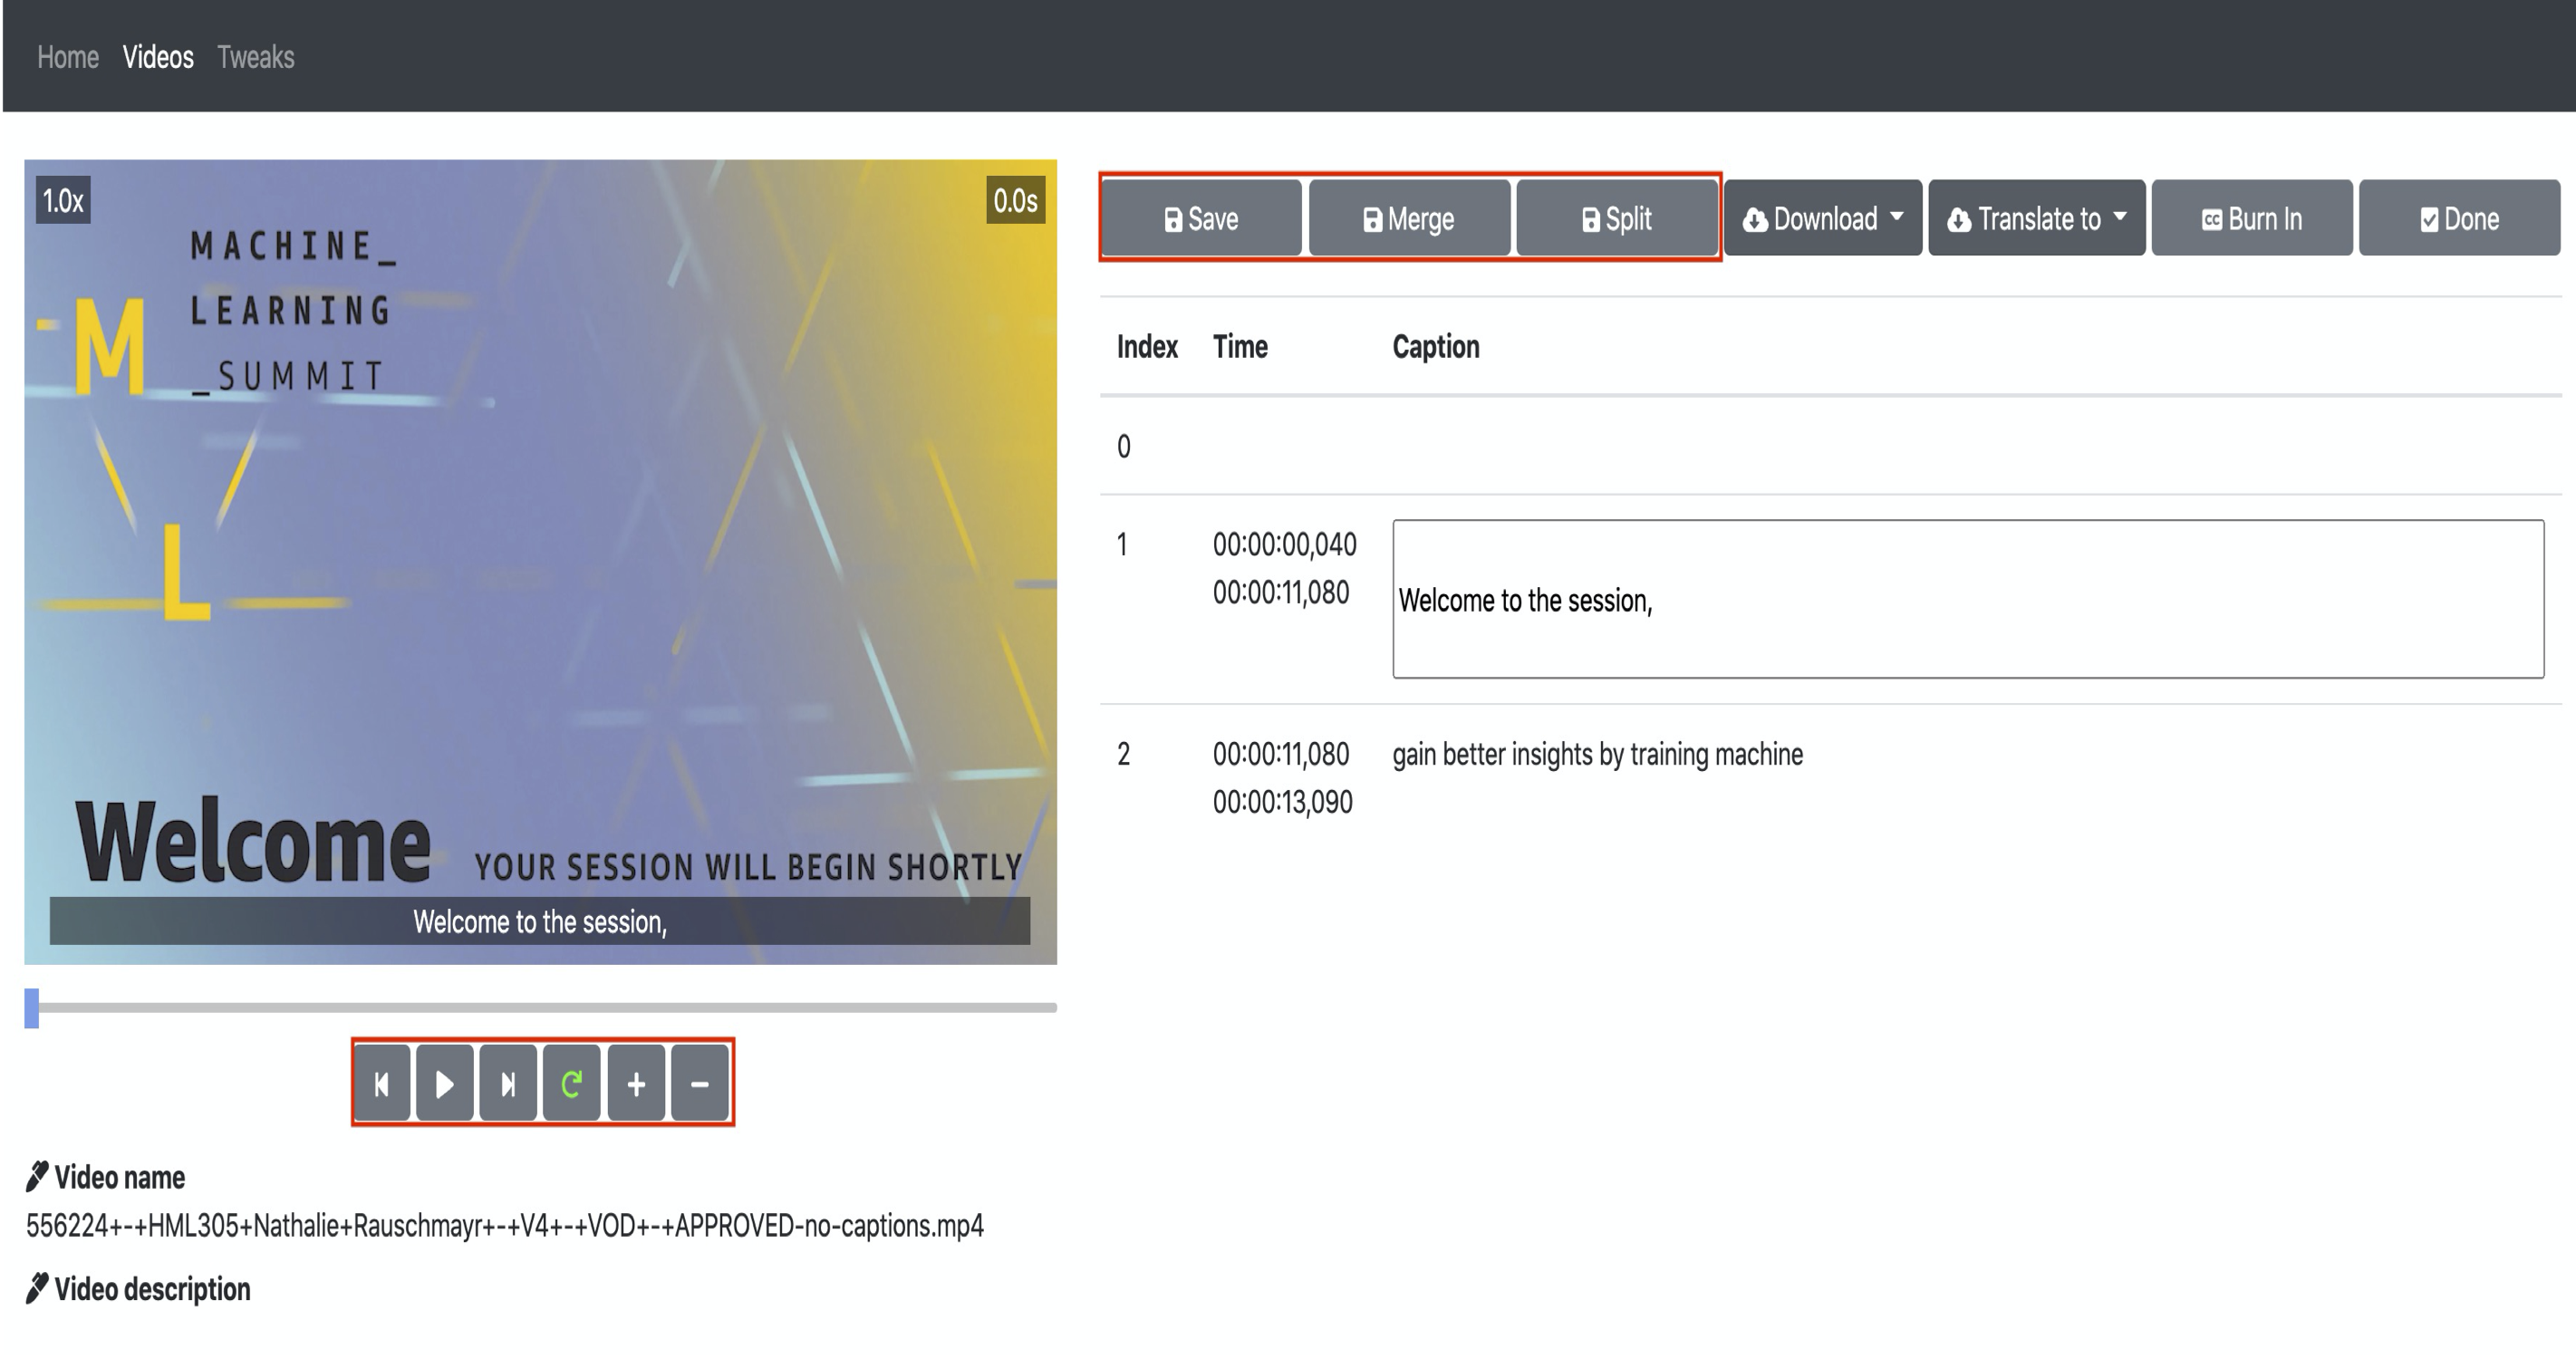 Home Videos Tweaks
1.0x
0.0s
MACHINE_
LEARNING
_SUMMIT
M
L
Welcome YOUR SESSION WILL BEGIN SHORTLY
Welcome to the session,
Video name
556224+-+HML305+Nathalie+Rauschmayr+-+V4+-+VOD+-+APPROVED-no-captions.mp4
Video description
Save Merge Split Download Translate to CC Burn In Done
Index Time Caption
0
1 00:00:00,040
00:00:11,080
Welcome to the session,
2 00:00:11,080 gain better insights by training machine
00:00:13,090